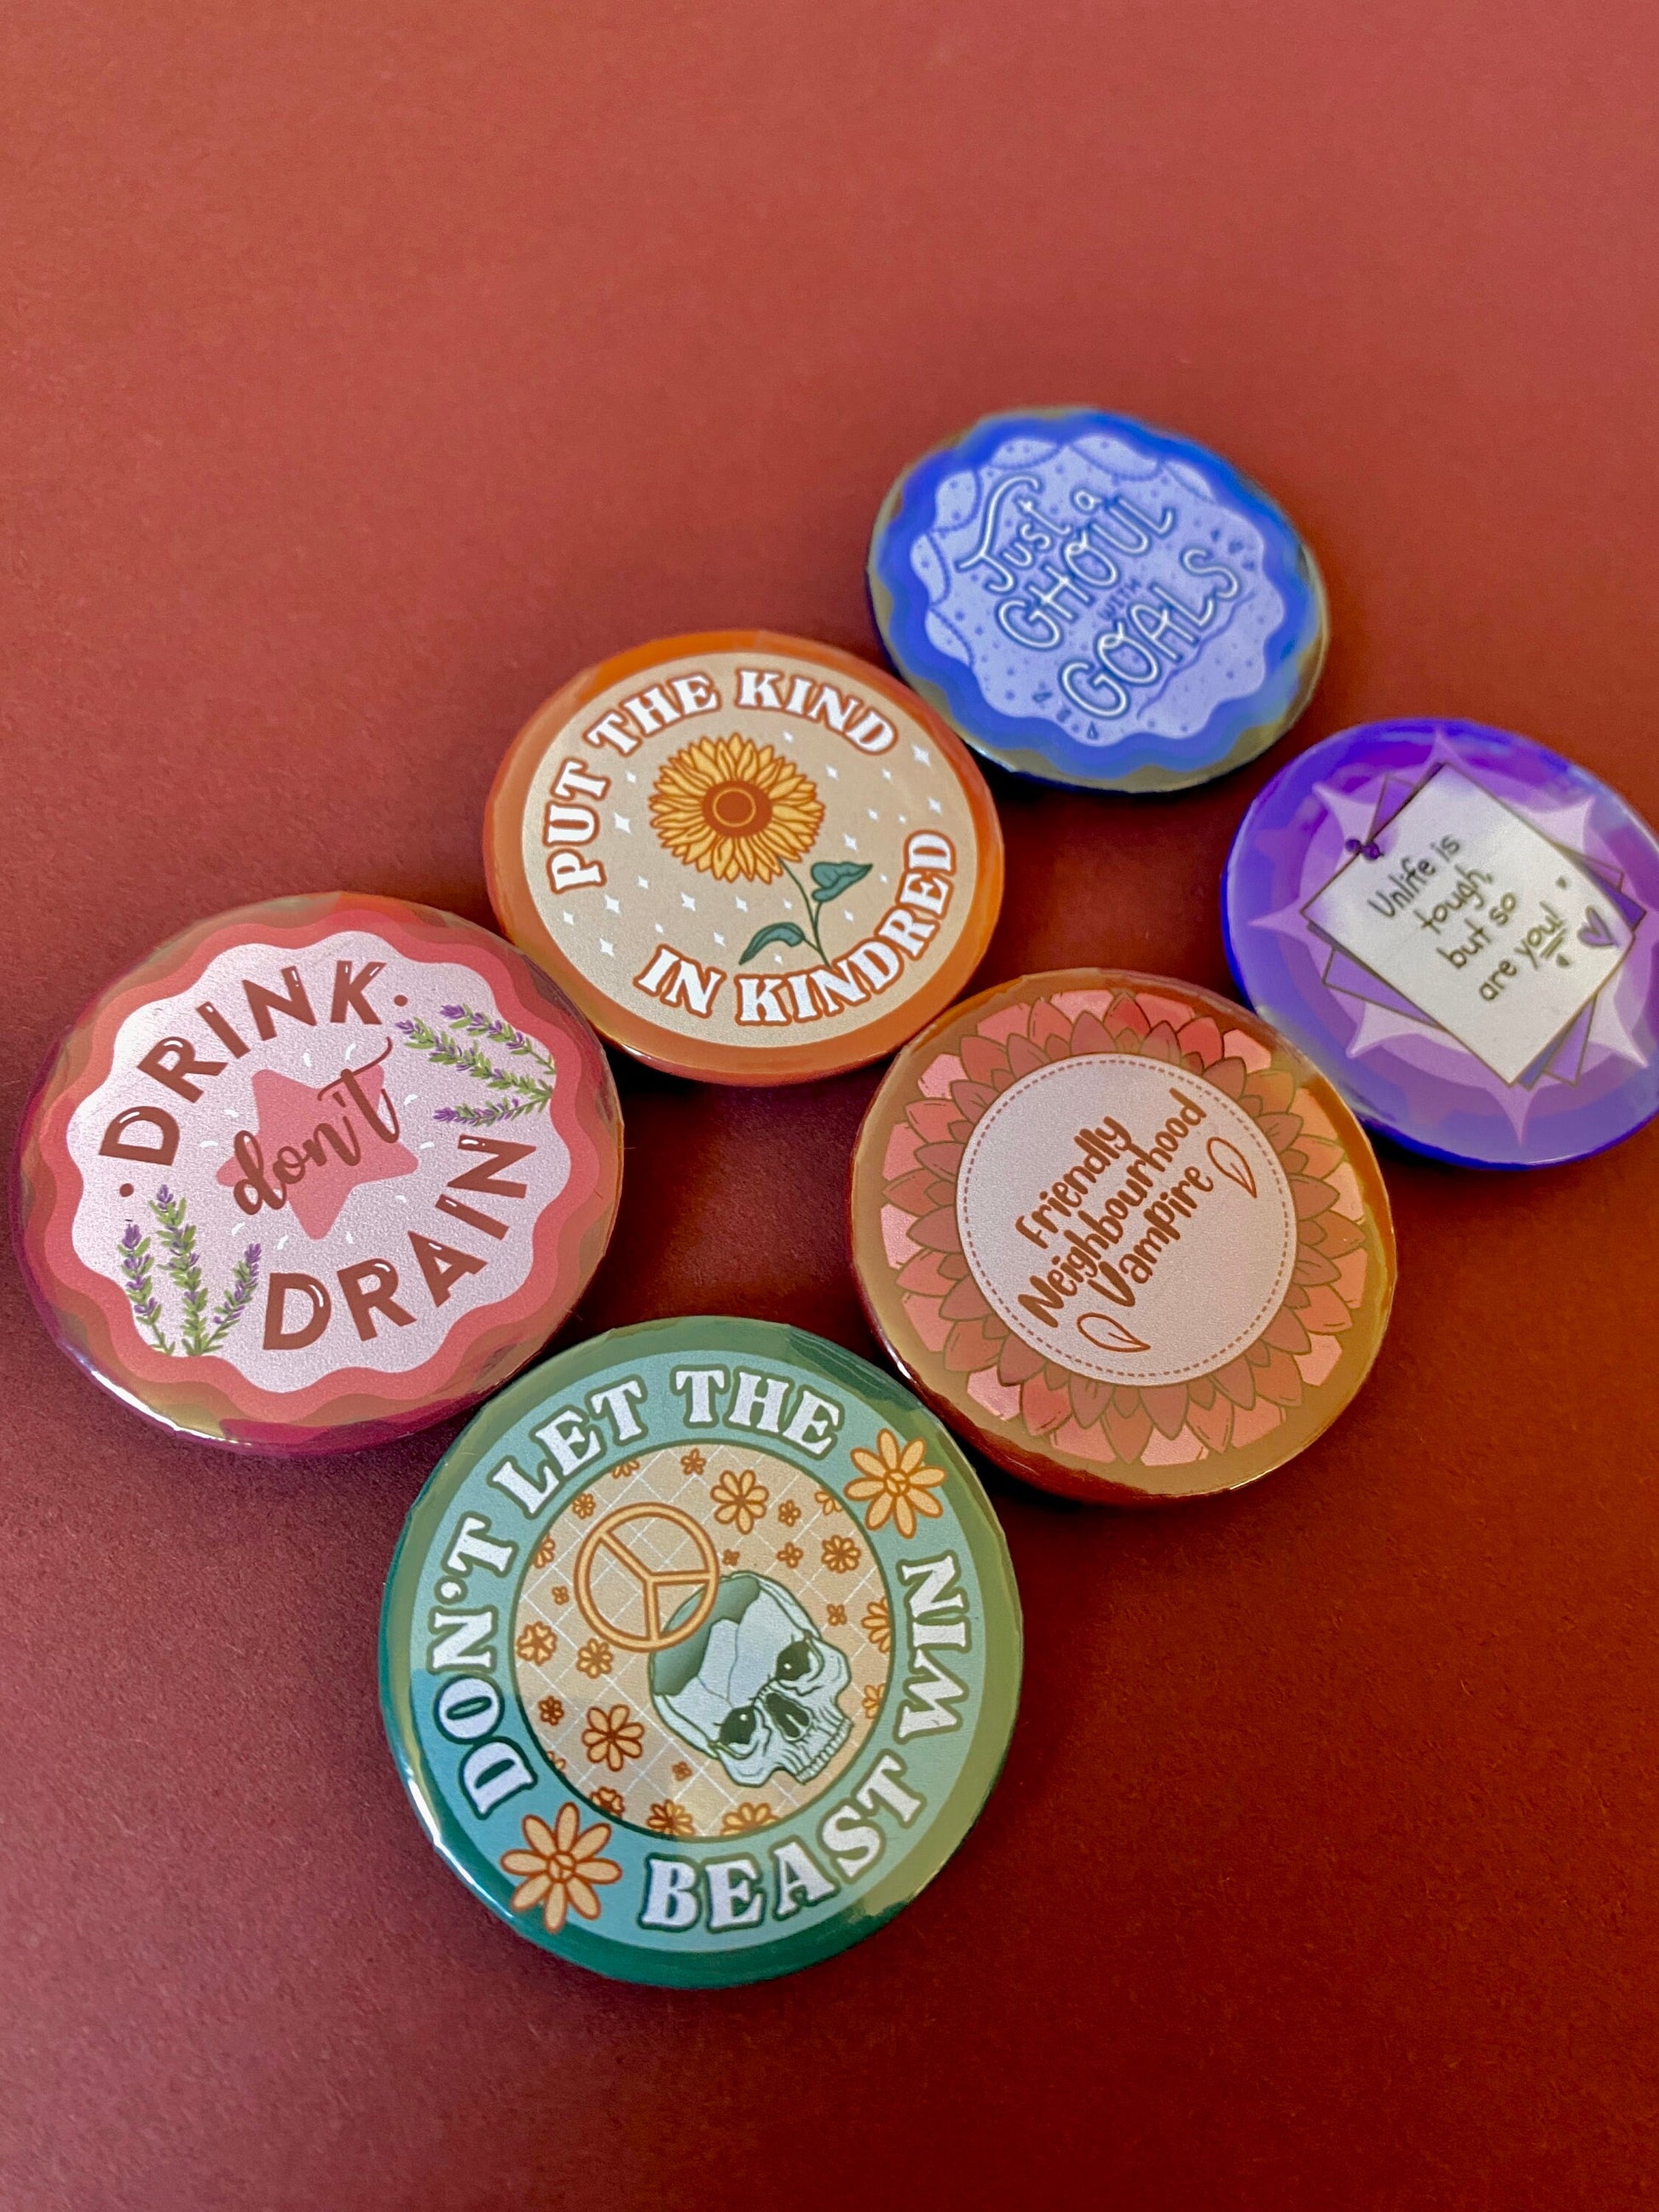 Just a
GHOUL
WITH
GOALS
PUT THE KIND
IN KINDRED
Unlife is
tough,
but so
are you!
DRINK
don't
DRAIN
Friendly
Neighbourhood
Vampire
DON'T LET THE
BEAST WIN